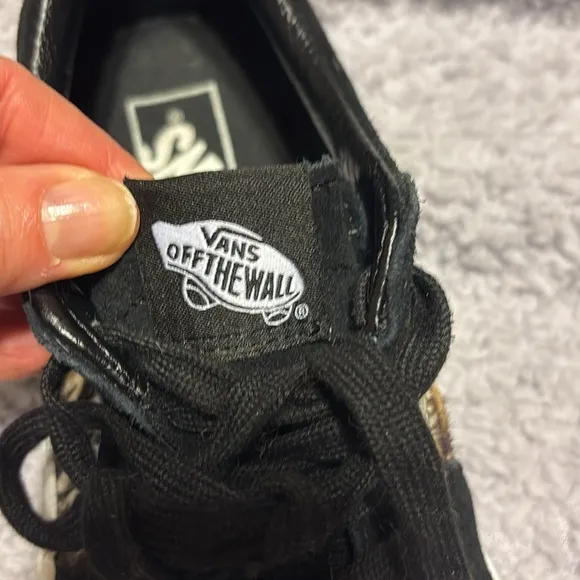 VANS
OFF THE WALL
®